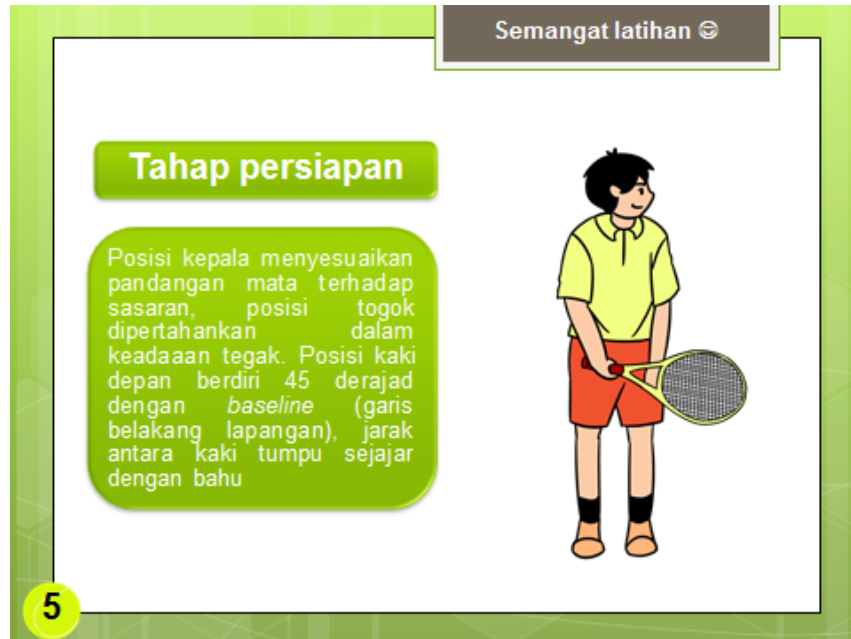 Semangat latihan 😊
Tahap persiapan
Posisi kepala menyesuaikan
pandangan mata terhadap
sasaran, posisi togok
dipertahankan dalam
keadaaan tegak. Posisi kaki
depan berdiri 45 derajad
dengan baseline (garis
belakang lapangan), jarak
antara kaki tumpu sejajar
dengan bahu
5